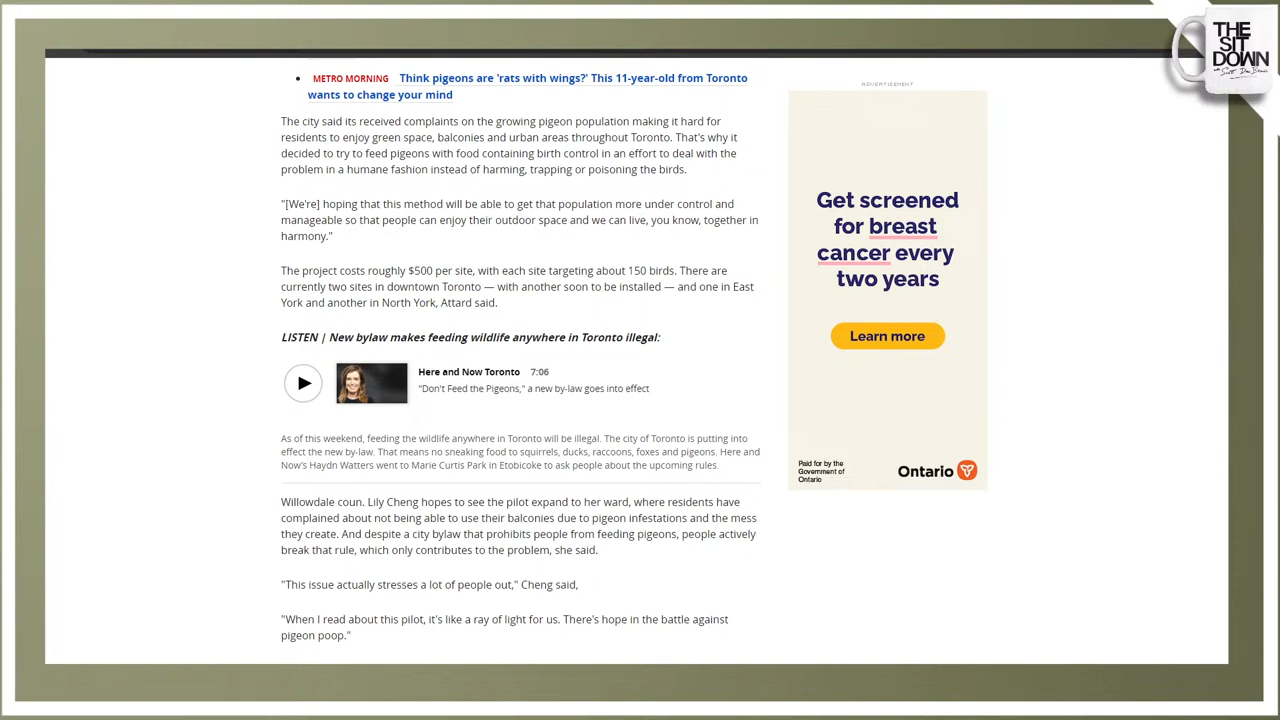 THE
SIT
DOWN
METRO MORNING Think pigeons are 'rats with wings?' This 11-year-old from Toronto
wants to change your mind
The city said its received complaints on the growing pigeon population making it hard for
residents to enjoy green space, balconies and urban areas throughout Toronto. That's why it
decided to try to feed pigeons with food containing birth control in an effort to deal with the
problem in a humane fashion instead of harming, trapping or poisoning the birds.
"[We're] hoping that this method will be able to get that population more under control and
manageable so that people can enjoy their outdoor space and we can live, you know, together in
harmony."
The project costs roughly $500 per site, with each site targeting about 150 birds. There are
currently two sites in downtown Toronto — with another soon to be installed — and one in East
York and another in North York, Attard said.
LISTEN | New bylaw makes feeding wildlife anywhere in Toronto illegal:
Here and Now Toronto 7:06
"Don't Feed the Pigeons," a new by-law goes into effect
As of this weekend, feeding the wildlife anywhere in Toronto will be illegal. The city of Toronto is putting into
effect the new by-law. That means no sneaking food to squirrels, ducks, raccoons, foxes and pigeons. Here and
Now's Haydn Watters went to Marie Curtis Park in Etobicoke to ask people about the upcoming rules.
Willowdale coun. Lily Cheng hopes to see the pilot expand to her ward, where residents have
complained about not being able to use their balconies due to pigeon infestations and the mess
they create. And despite a city bylaw that prohibits people from feeding pigeons, people actively
break that rule, which only contributes to the problem, she said.
"This issue actually stresses a lot of people out," Cheng said,
"When I read about this pilot, it's like a ray of light for us. There's hope in the battle against
pigeon poop."
ADVERTISEMENT
Get screened
for breast
cancer every
two years
Learn more
Paid for by the
Government of
Ontario
Ontario